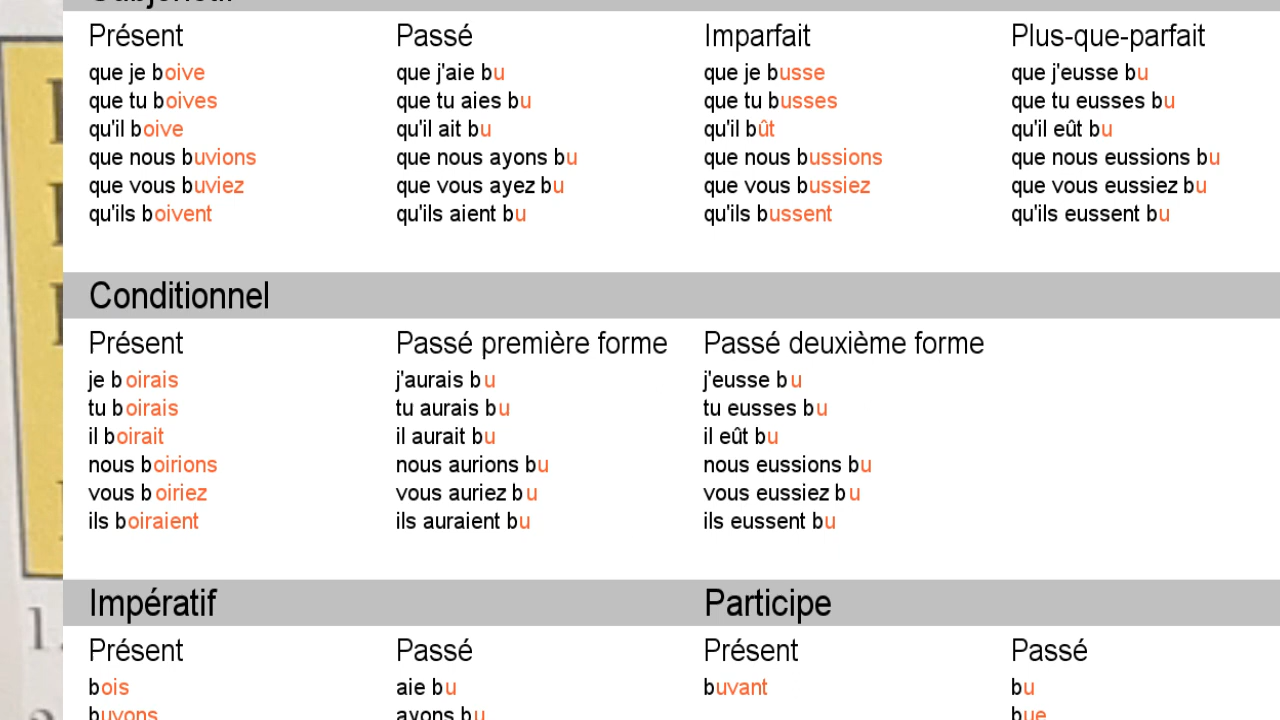 Présent Passé Imparfait Plus-que-parfait
que je boive que j'aie bu que je busse que j'eusse bu
que tu boives que tu aies bu que tu busses que tu eusses bu
qu'il boive qu'il ait bu qu'il bût qu'il eût bu
que nous buvions que nous ayons bu que nous bussions que nous eussions bu
que vous buviez que vous ayez bu que vous bussiez que vous eussiez bu
qu'ils boivent qu'ils aient bu qu'ils bussent qu'ils eussent bu
Conditionnel
Présent Passé première forme Passé deuxième forme
je boirais j'aurais bu j'eusse bu
tu boirais tu aurais bu tu eusses bu
il boirait il aurait bu il eût bu
nous boirions nous aurions bu nous eussions bu
vous boiriez vous auriez bu vous eussiez bu
ils boiraient ils auraient bu ils eussent bu
Impératif Participe
Présent Passé Présent Passé
bois aie bu buvant bu
buvons ayons bu bue
1.